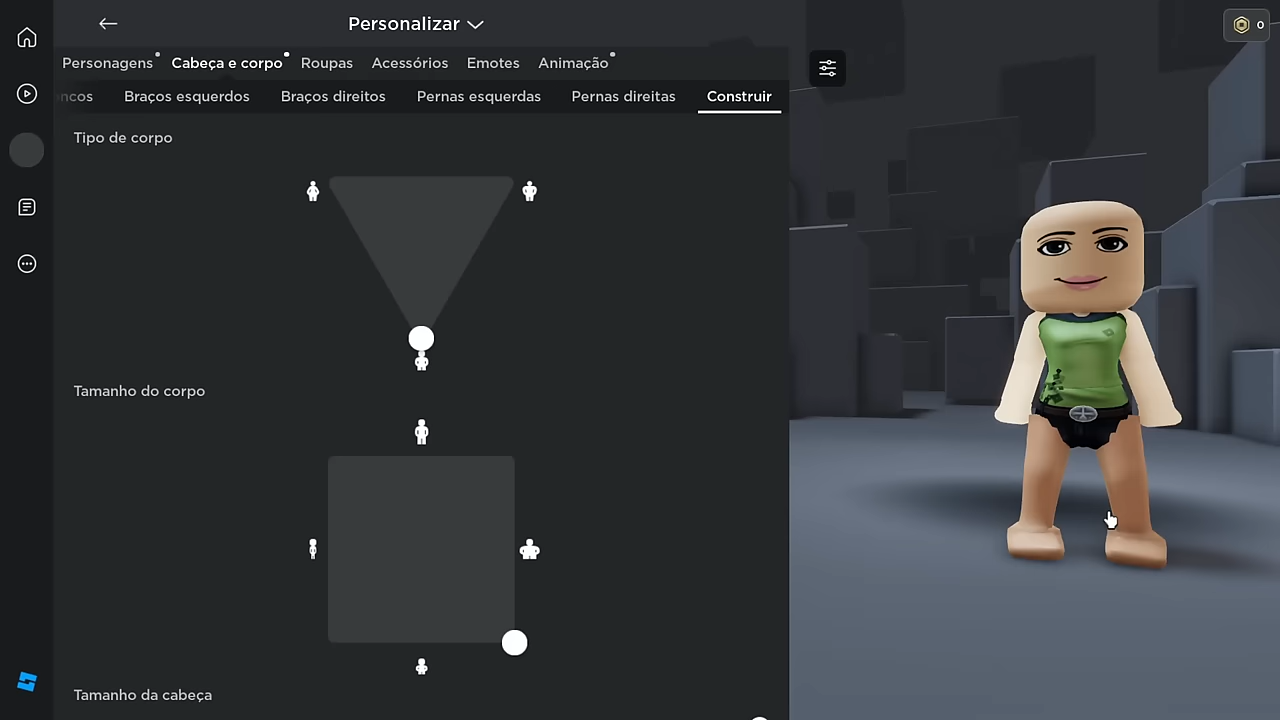 Personalizar
0
Personagens Cabeça e corpo Roupas Acessórios Emotes Animação
ncos Braços esquerdos Braços direitos Pernas esquerdas Pernas direitas Construir
Tipo de corpo
Tamanho do corpo
Tamanho da cabeça